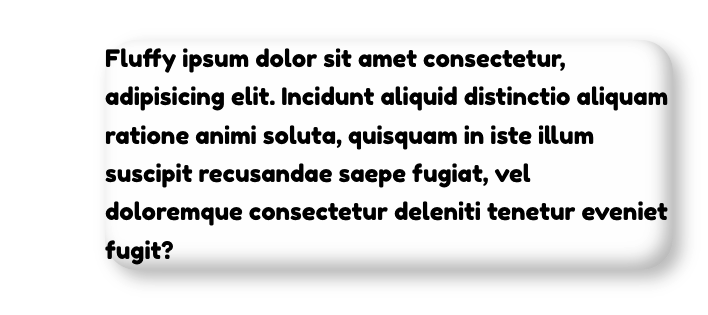 Fluffy ipsum dolor sit amet consectetur,
adipisicing elit. Incidunt aliquid distinctio aliquam
ratione animi soluta, quisquam in iste illum
suscipit recusandae saepe fugiat, vel
doloremque consectetur deleniti tenetur eveniet
fugit?